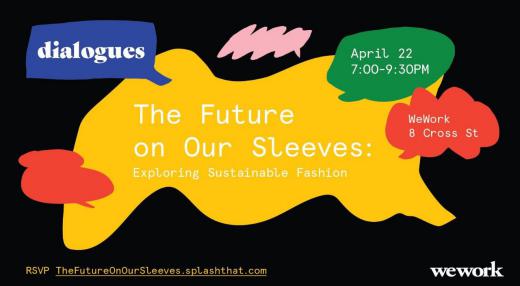 dialogues
April 22
7:00-9:30PM
WeWork
8 Cross St
The Future
on Our Sleeves:
Exploring Sustainable Fashion
RSVP TheFutureOnOurSleeves.splashthat.com
wework